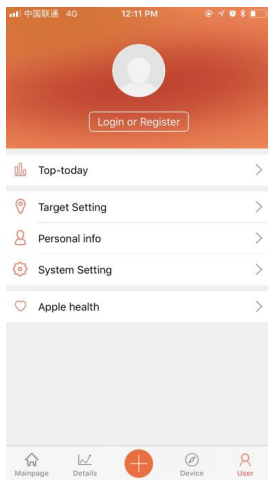 中国联通 4G 12:11 PM
Login or Register
Top-today
Target Setting
Personal info
System Setting
Apple health
Mainpage Details Device User